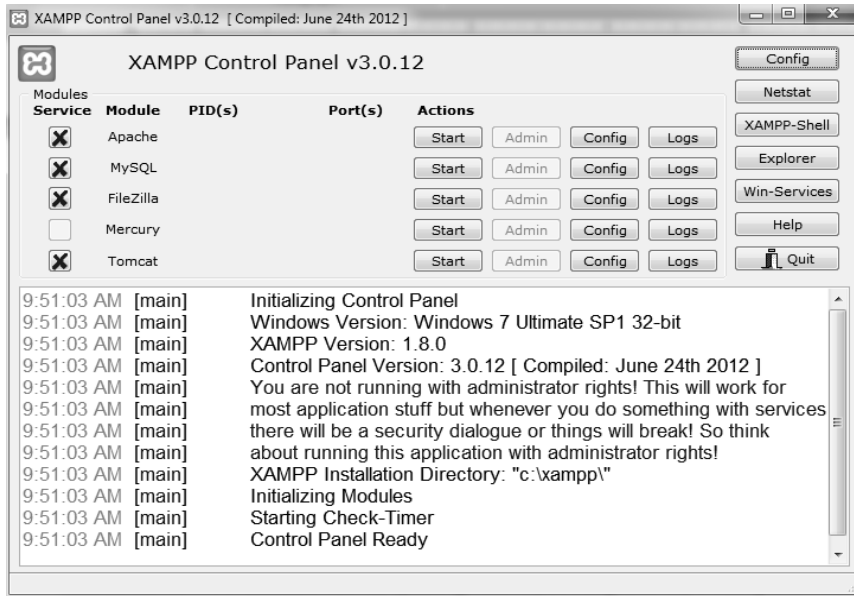 XAMPP Control Panel v3.0.12 [ Compiled: June 24th 2012 ]
XAMPP Control Panel v3.0.12
Config
Netstat
XAMPP-Shell
Explorer
Win-Services
Help
Quit
Modules
Service Module PID(s) Port(s) Actions
Apache Start Admin Config Logs
MySQL Start Admin Config Logs
FileZilla Start Admin Config Logs
Mercury Start Admin Config Logs
Tomcat Start Admin Config Logs
9:51:03 AM [main] Initializing Control Panel
9:51:03 AM [main] Windows Version: Windows 7 Ultimate SP1 32-bit
9:51:03 AM [main] XAMPP Version: 1.8.0
9:51:03 AM [main] Control Panel Version: 3.0.12 [ Compiled: June 24th 2012 ]
9:51:03 AM [main] You are not running with administrator rights! This will work for
9:51:03 AM [main] most application stuff but whenever you do something with services
9:51:03 AM [main] there will be a security dialogue or things will break! So think
9:51:03 AM [main] about running this application with administrator rights!
9:51:03 AM [main] XAMPP Installation Directory: "c:\xampp\"
9:51:03 AM [main] Initializing Modules
9:51:03 AM [main] Starting Check-Timer
9:51:03 AM [main] Control Panel Ready